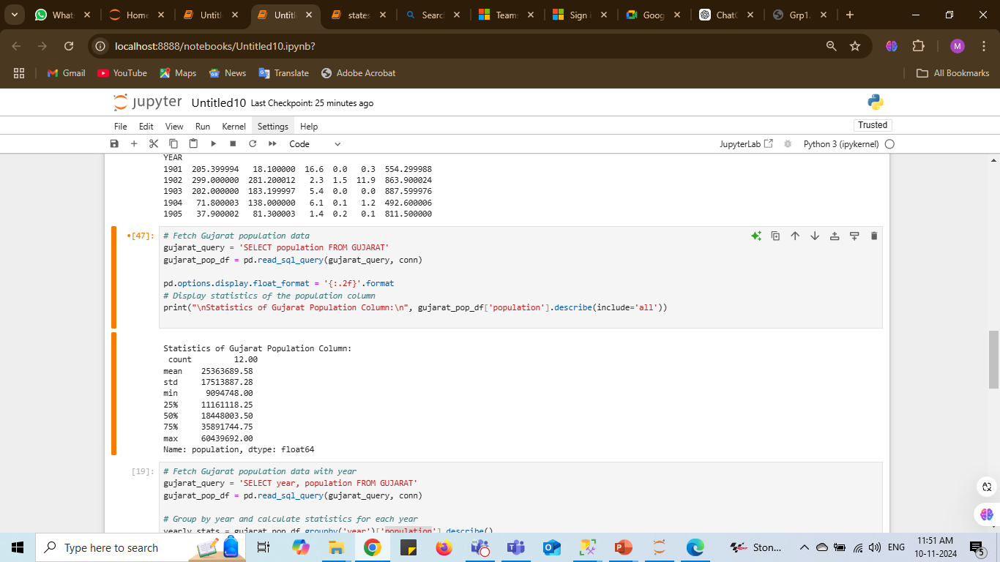 Whats
Home
Untitl
Untitl
states
Searc
Teams
Sign i
Goog
ChatG
Grp1.
localhost:8888/notebooks/Untitled10.ipynb?
M
Gmail
YouTube
Maps
News
Translate
Adobe Acrobat
All Bookmarks
jupyter Untitled10 Last Checkpoint: 25 minutes ago
File Edit View Run Kernel Settings Help
Trusted
Code
JupyterLab
Python 3 (ipykernel)
YEAR
1901 205.399994 18.100000 16.6 0.0 0.3 554.299988
1902 299.000000 281.200012 2.3 1.5 11.9 863.900024
1903 202.000000 183.199997 5.4 0.0 0.0 887.599976
1904 71.800003 138.000000 6.1 0.1 1.2 492.600006
1905 37.900002 81.300003 1.4 0.2 0.1 811.500000
•[47]:
# Fetch Gujarat population data
gujarat_query = 'SELECT population FROM GUJARAT'
gujarat_pop_df = pd.read_sql_query(gujarat_query, conn)
pd.options.display.float_format = '{:.2f}'.format
# Display statistics of the population column
print("\nStatistics of Gujarat Population Column:\n", gujarat_pop_df['population'].describe(include='all'))
Statistics of Gujarat Population Column:
count 12.00
mean 25363689.58
std 17513887.28
min 9094748.00
25% 11161118.25
50% 18448003.50
75% 35891744.75
max 60439692.00
Name: population, dtype: float64
[19]:
# Fetch Gujarat population data with year
gujarat_query = 'SELECT year, population FROM GUJARAT'
gujarat_pop_df = pd.read_sql_query(gujarat_query, conn)
# Group by year and calculate statistics for each year
yearly_stats = gujarat_pop_df.groupby('year')['population'].describe()
Type here to search
Ston...
ENG
11:51 AM
10-11-2024
5